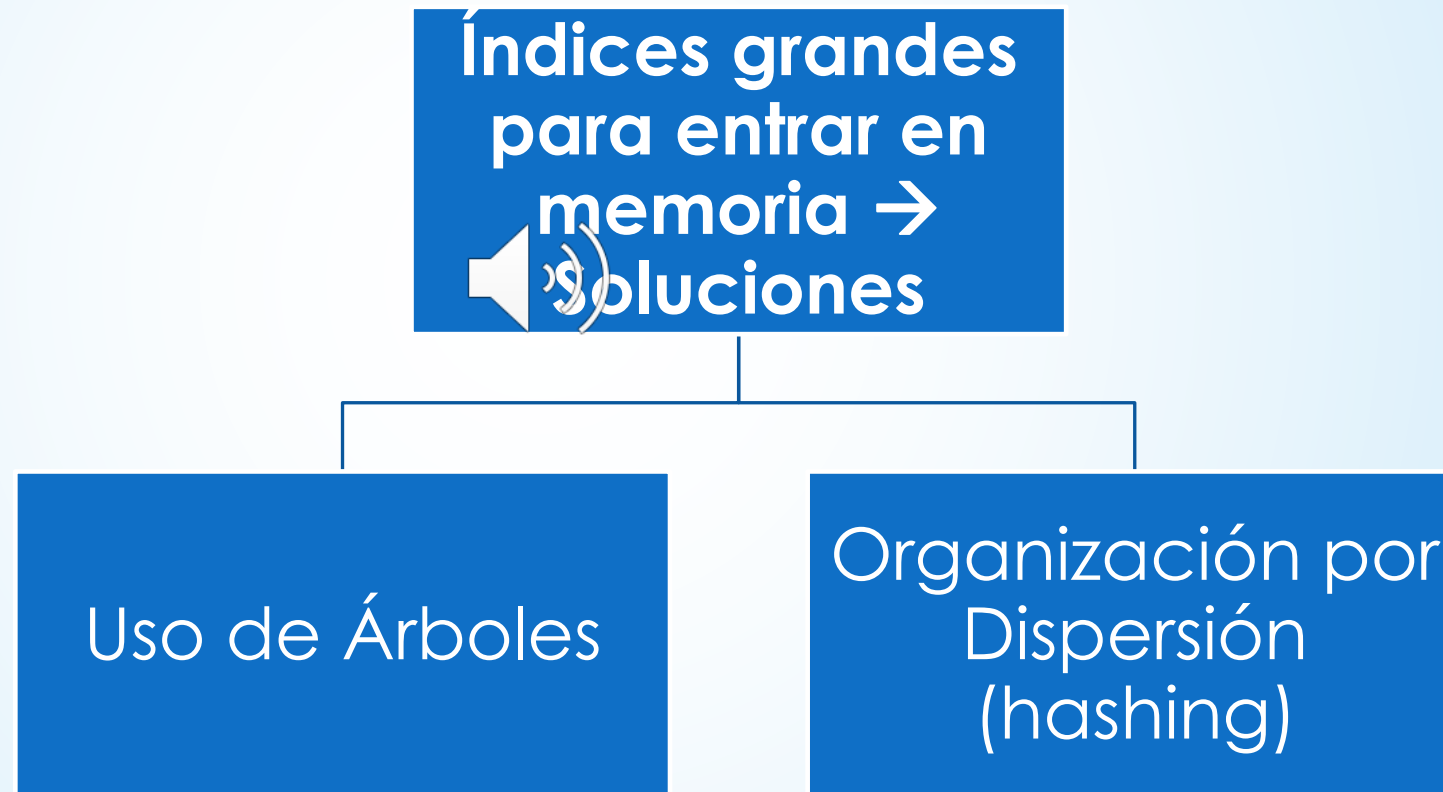 Índices grandes
para entrar en
memoria →
Soluciones
Uso de Árboles
Organización por
Dispersión
(hashing)